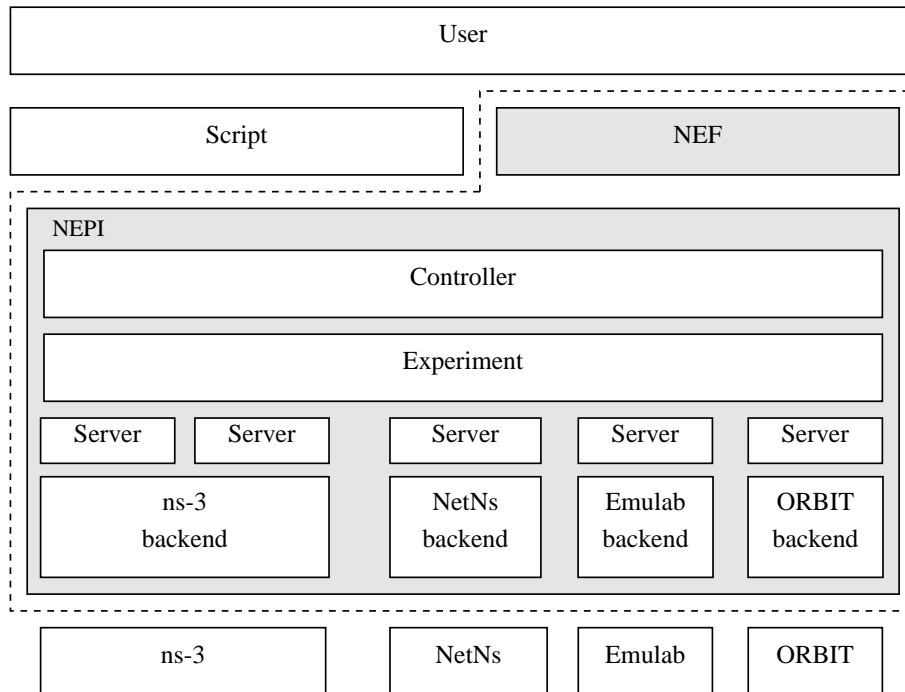 User
Script
NEF
NEPI
Controller
Experiment
Server
Server
Server
Server
Server
ns-3
backend
NetNs
backend
Emulab
backend
ORBIT
backend
ns-3
NetNs
Emulab
ORBIT